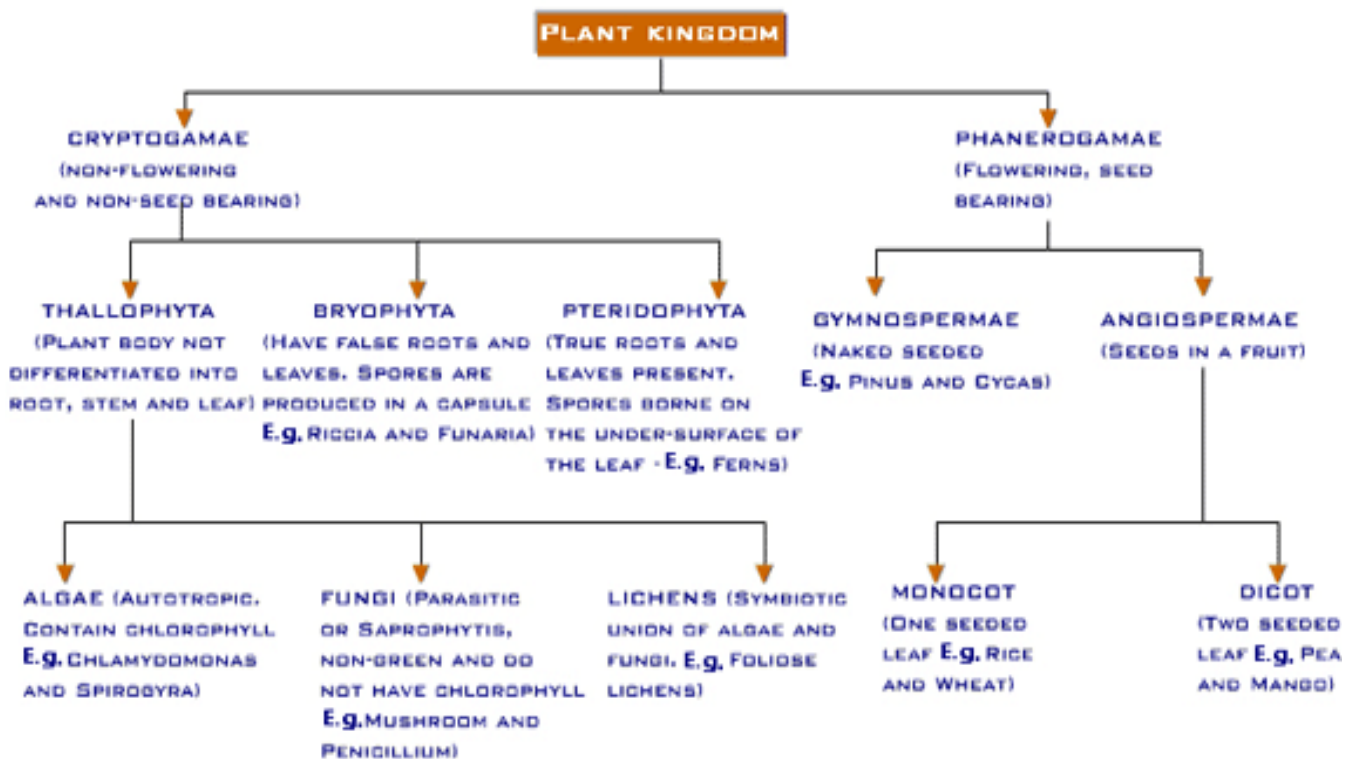 PLANT KINGDOM
CRYPTOGAMAE
(NON-FLOWERING
AND NON-SEED BEARING)
PHANEROGAMAE
(FLOWERING, SEED
BEARING)
THALLOPHYTA
(PLANT BODY NOT
DIFFERENTIATED INTO
ROOT, STEM AND LEAF)
BRYOPHYTA
(HAVE FALSE ROOTS AND
LEAVES. SPORES ARE
PRODUCED IN A CAPSULE
E.g. RICCIA AND FUNARIA)
PTERIDOPHYTA
(TRUE ROOTS AND
LEAVES PRESENT.
SPORES BORNE ON
THE UNDER-SURFACE OF
THE LEAF - E.g. FERNS)
GYMNOSPERMAE
(NAKED SEEDED
E.g. PINUS AND CYCAS)
ANGIOSPERMAE
(SEEDS IN A FRUIT)
ALGAE (AUTOTROPIC.
CONTAIN CHLOROPHYLL
E.g. CHLAMYDOMONAS
AND SPIROGYRA)
FUNGI (PARASITIC
OR SAPROPHYTIS,
NON-GREEN AND DO
NOT HAVE CHLOROPHYLL
E.g. MUSHROOM AND
PENICILLIUM)
LICHENS (SYMBIOTIC
UNION OF ALGAE AND
FUNGI. E.g. FOLIOSE
LICHENS)
MONOCOT
(ONE SEEDED
LEAF E.g. RICE
AND WHEAT)
DICOT
(TWO SEEDED
LEAF E.g. PEA
AND MANGO)